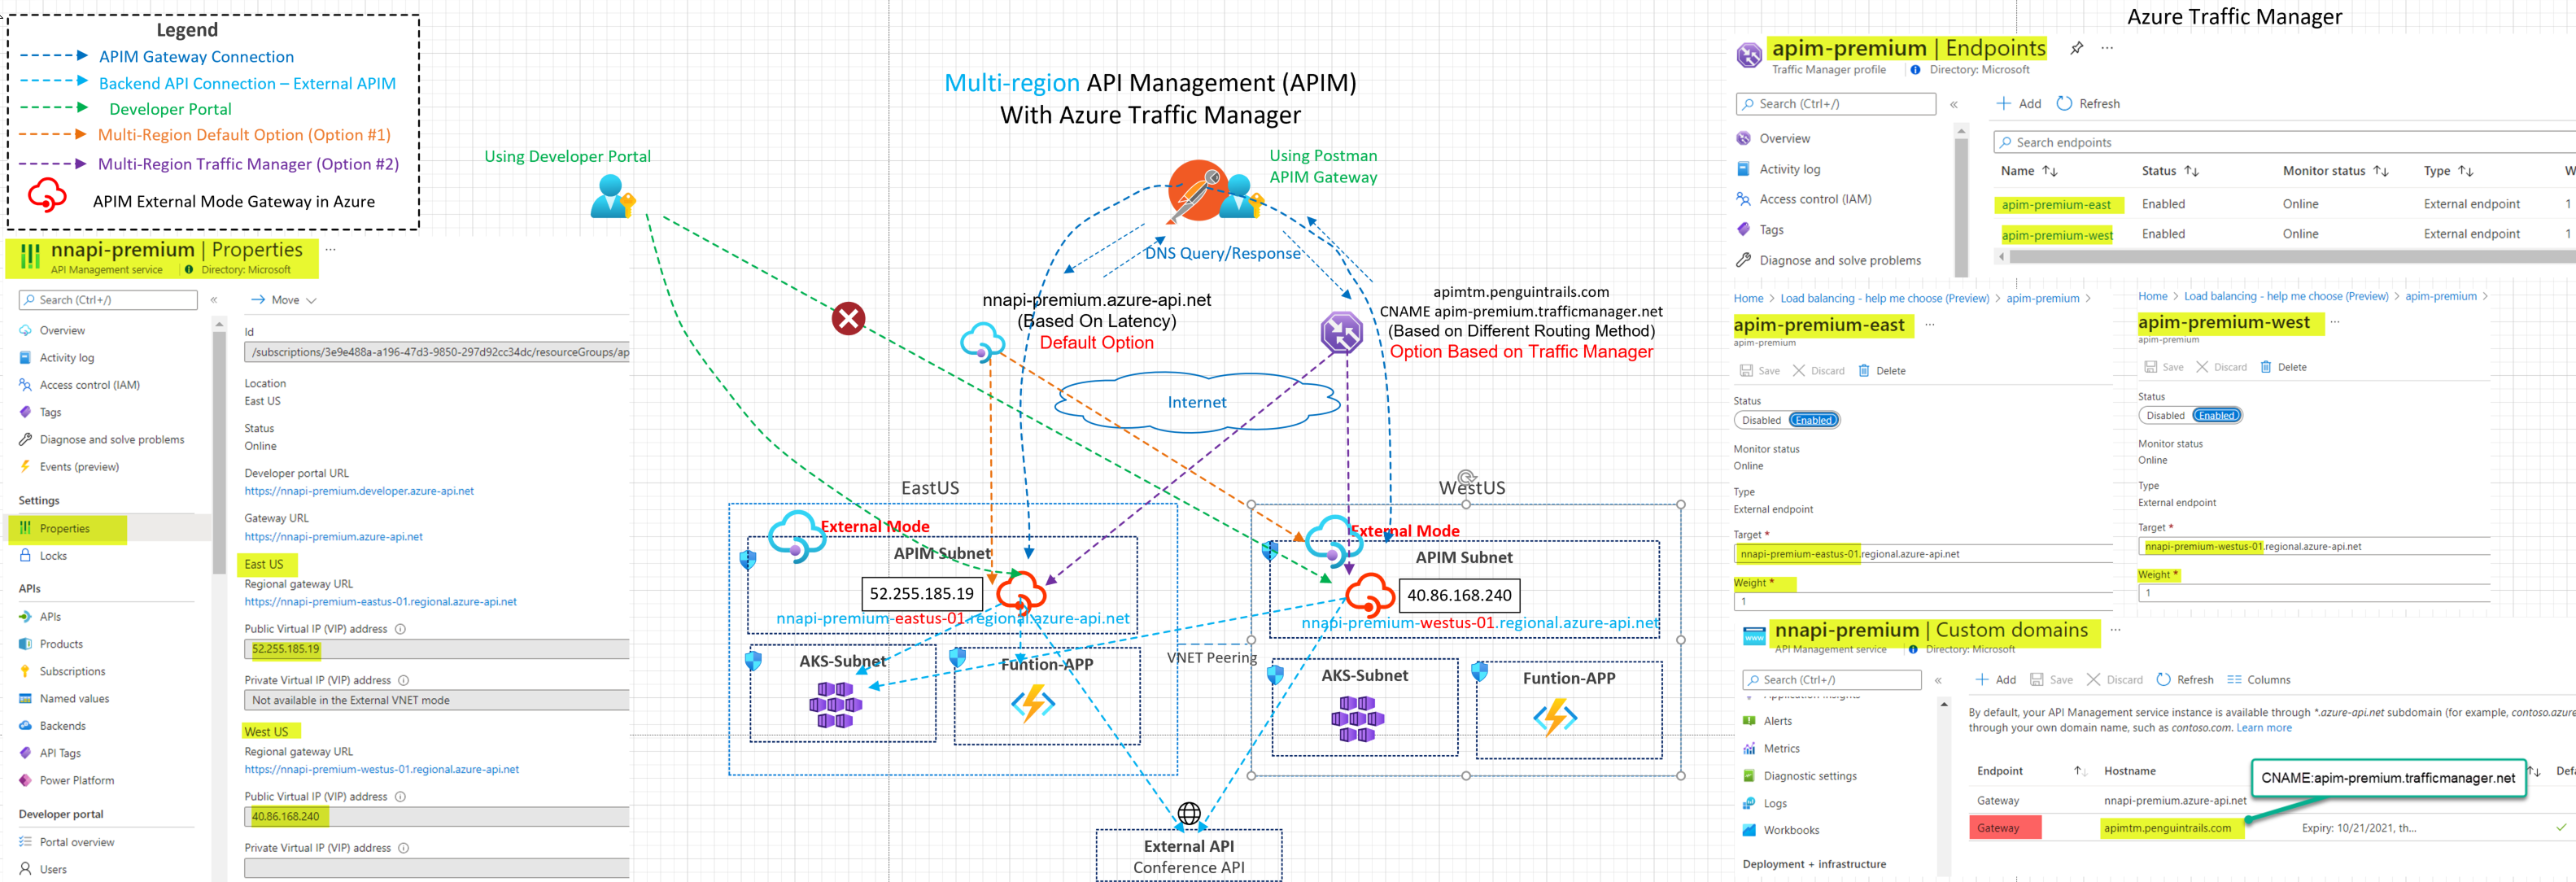 Legend
APIM Gateway Connection
Backend API Connection – External APIM
Developer Portal
Multi-Region Default Option (Option #1)
Multi-Region Traffic Manager (Option #2)
APIM External Mode Gateway in Azure
nnapi-premium | Properties
API Management service
Directory: Microsoft
Search (Ctrl+/)
«
Move
Overview
Activity log
Access control (IAM)
Tags
Diagnose and solve problems
Events (preview)
Settings
Properties
Locks
APIs
APIs
Products
Subscriptions
Named values
Backends
API Tags
Power Platform
Developer portal
Portal overview
Users
Id
/subscriptions/3e9e488a-a196-47d3-9850-297d92cc34dc/resourceGroups/ap
Location
East US
Status
Online
Developer portal URL
https://nnapi-premium.developer.azure-api.net
Gateway URL
https://nnapi-premium.azure-api.net
East US
Regional gateway URL
https://nnapi-premium-eastus-01.regional.azure-api.net
Public Virtual IP (VIP) address
52.255.185.19
Private Virtual IP (VIP) address
Not available in the External VNET mode
West US
Regional gateway URL
https://nnapi-premium-westus-01.regional.azure-api.net
Public Virtual IP (VIP) address
40.86.168.240
Private Virtual IP (VIP) address
Multi-region API Management (APIM)
With Azure Traffic Manager
Using Developer Portal
Using Postman
APIM Gateway
DNS Query/Response
nnapi-premium.azure-api.net
(Based On Latency)
Default Option
apimtm.penguintrails.com
CNAME apim-premium.trafficmanager.net
(Based on Different Routing Method)
Option Based on Traffic Manager
Internet
EastUS
External Mode
APIM Subnet
52.255.185.19
nnapi-premium-eastus-01.regional.azure-api.net
AKS-Subnet
Funtion-APP
VNET Peering
WestUS
External Mode
APIM Subnet
40.86.168.240
nnapi-premium-westus-01.regional.azure-api.net
AKS-Subnet
Funtion-APP
External API
Conference API
Azure Traffic Manager
apim-premium | Endpoints
Traffic Manager profile
Directory: Microsoft
Search (Ctrl+/)
«
Add
Refresh
Overview
Activity log
Access control (IAM)
Tags
Diagnose and solve problems
Search endpoints
Name Status Monitor status Type W
apim-premium-east Enabled Online External endpoint 1
apim-premium-west Enabled Online External endpoint 1
Home > Load balancing - help me choose (Preview) > apim-premium >
apim-premium-east
apim-premium
Save Discard Delete
Status
Disabled Enabled
Monitor status
Online
Type
External endpoint
Target *
nnapi-premium-eastus-01.regional.azure-api.net
Weight *
1
Home > Load balancing - help me choose (Preview) > apim-premium >
apim-premium-west
apim-premium
Save Discard Delete
Status
Disabled Enabled
Monitor status
Online
Type
External endpoint
Target *
nnapi-premium-westus-01.regional.azure-api.net
Weight *
1
www
nnapi-premium | Custom domains
API Management service
Directory: Microsoft
Search (Ctrl+/)
«
Add Save Discard Refresh Columns
Application Insights
Alerts
Metrics
Diagnostic settings
Logs
Workbooks
Deployment + infrastructure
By default, your API Management service instance is available through *.azure-api.net subdomain (for example, contoso.azure
through your own domain name, such as contoso.com. Learn more
Endpoint Hostname Def
CNAME:apim-premium.trafficmanager.net
Gateway nnapi-premium.azure-api.net
Gateway apimtm.penguintrails.com Expiry: 10/21/2021, th...